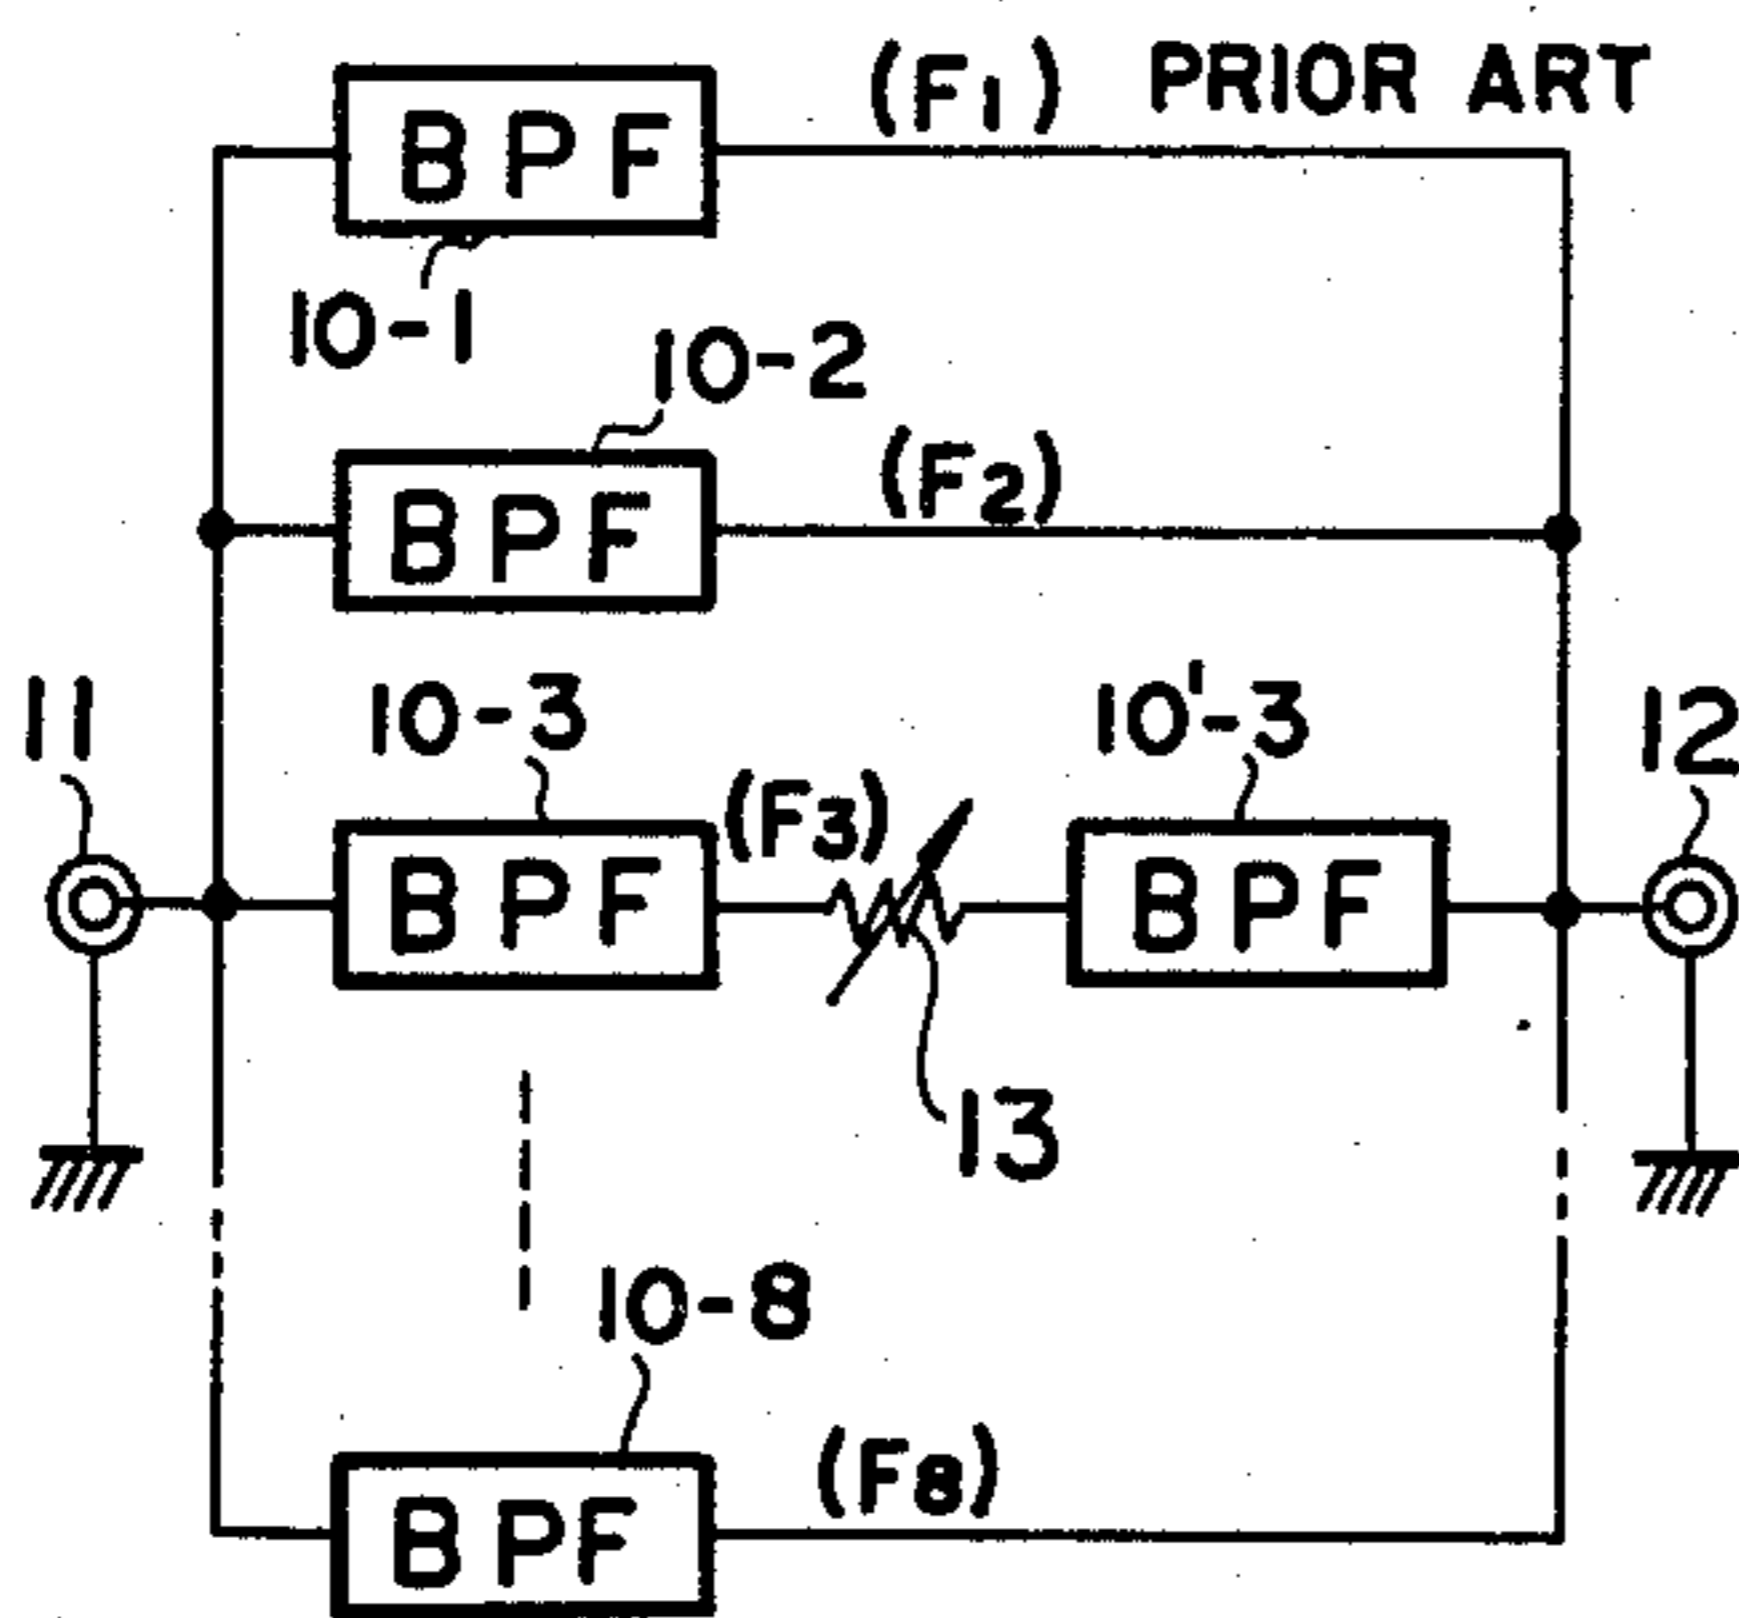 (F1) PRIOR ART
BPF
10-1
10-2
(F2)
BPF
11
10-3
10'-3
12
(F3)
BPF
BPF
13
10-8
(F8)
BPF